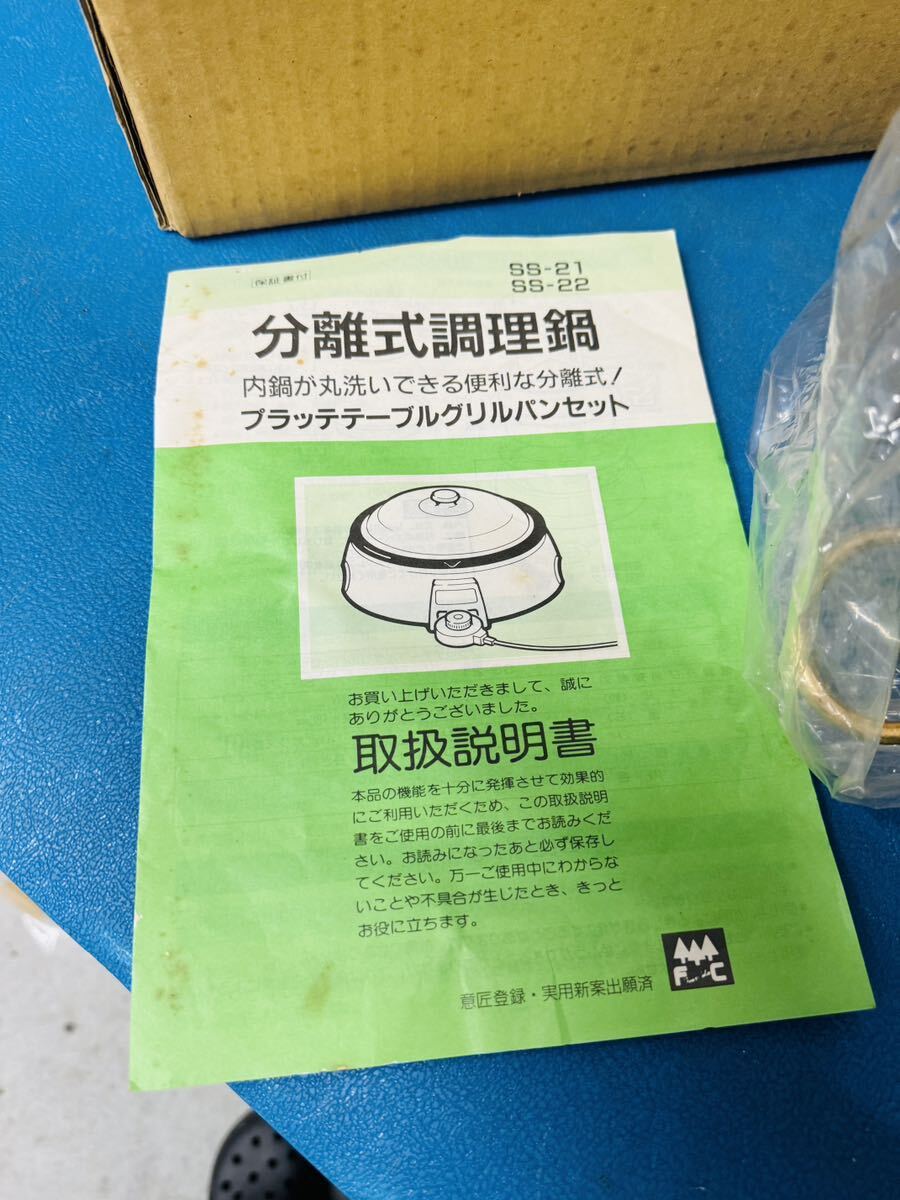 保証書付
SS-21
SS-22
分離式調理鍋
内鍋が丸洗いできる便利な分離式!
プラッテテーブルグリルパンセット
お買い上げいただきまして、誠に
ありがとうございました。
取扱説明書
本品の機能を十分に発揮させて効果的
にご利用いただくため、この取扱説明
書をご使用の前に最後までお読みくだ
さい。お読みになったあと必ず保存し
てください。万一ご使用中にわからな
いことや不具合が生じたとき、きっと
お役に立ちます。
意匠登録・実用新案出願済